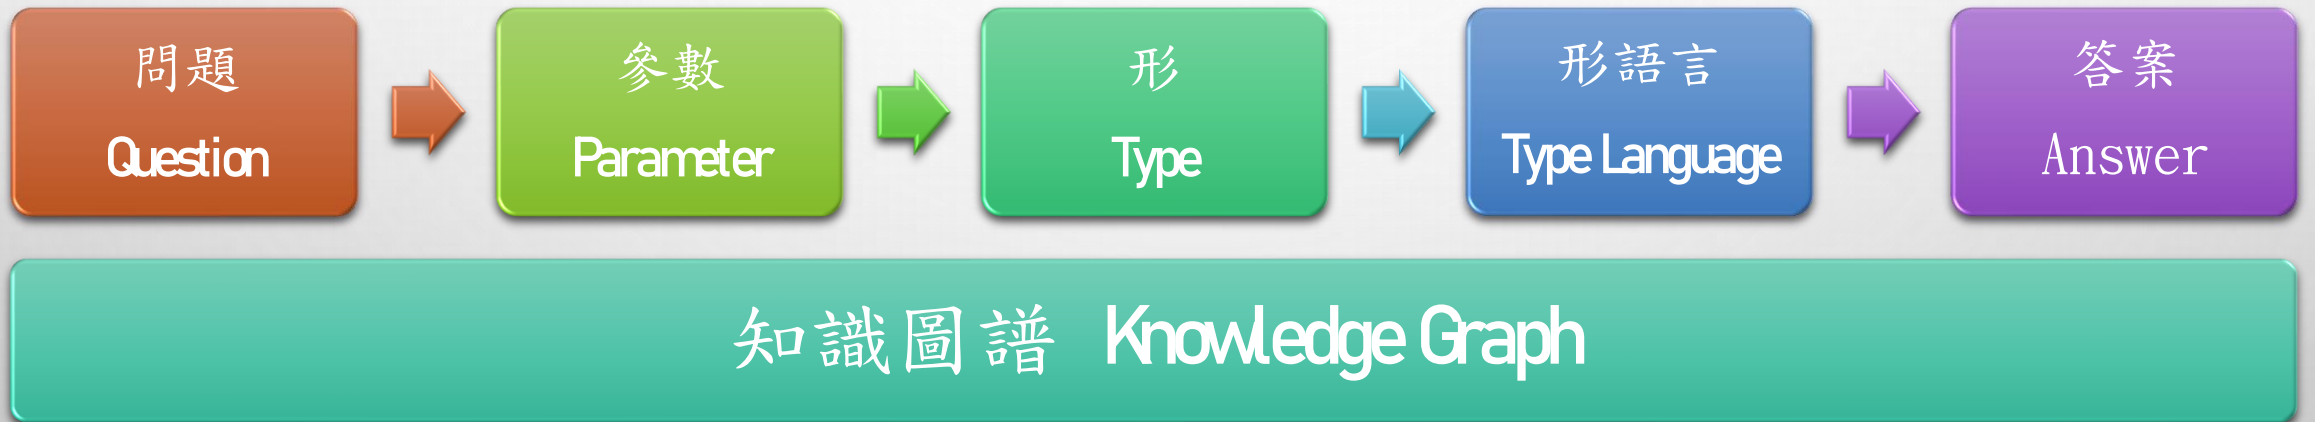 問題
Question
參數
Parameter
形
Type
形語言
Type Language
答案
Answer
知識圖譜 Knowledge Graph